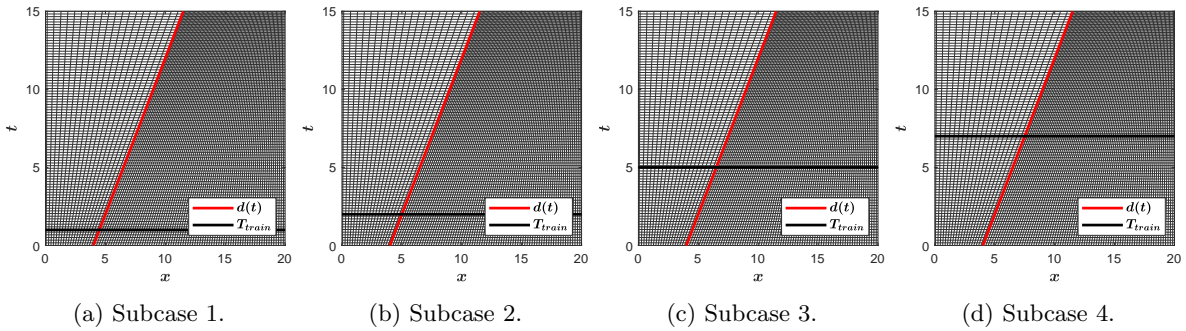 15
10
5
0
t
0 5 10 15 20
x
d(t)
T_train
(a) Subcase 1.
15
10
5
0
t
0 5 10 15 20
x
d(t)
T_train
(b) Subcase 2.
15
10
5
0
t
0 5 10 15 20
x
d(t)
T_train
(c) Subcase 3.
15
10
5
0
t
0 5 10 15 20
x
d(t)
T_train
(d) Subcase 4.